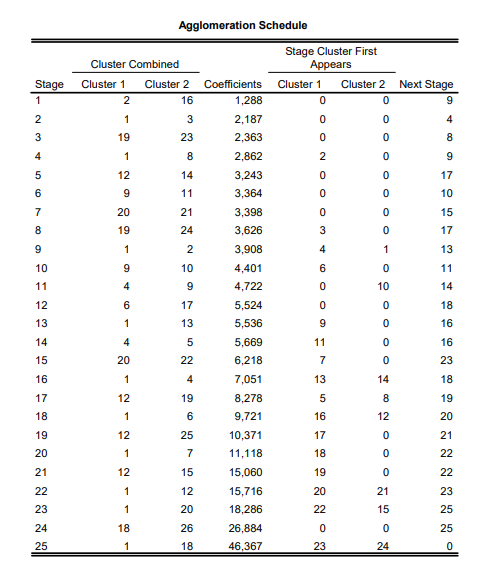 Agglomeration Schedule
Cluster Combined Stage Cluster First Appears
Stage Cluster 1 Cluster 2 Coefficients Cluster 1 Cluster 2 Next Stage
1 2 16 1,288 0 0 9
2 1 3 2,187 0 0 4
3 19 23 2,363 0 0 8
4 1 8 2,862 2 0 9
5 12 14 3,243 0 0 17
6 9 11 3,364 0 0 10
7 20 21 3,398 0 0 15
8 19 24 3,626 3 0 17
9 1 2 3,908 4 1 13
10 9 10 4,401 6 0 11
11 4 9 4,722 0 10 14
12 6 17 5,524 0 0 18
13 1 13 5,536 9 0 16
14 4 5 5,669 11 0 16
15 20 22 6,218 7 0 23
16 1 4 7,051 13 14 18
17 12 19 8,278 5 8 19
18 1 6 9,721 16 12 20
19 12 25 10,371 17 0 21
20 1 7 11,118 18 0 22
21 12 15 15,060 19 0 22
22 1 12 15,716 20 21 23
23 1 20 18,286 22 15 25
24 18 26 26,884 0 0 25
25 1 18 46,367 23 24 0